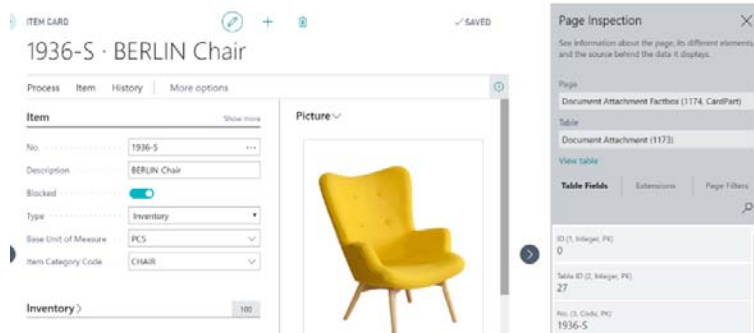 ITEM CARD
SAVED
1936-S · BERLIN Chair
Process Item History More options
Item Show more
No. 1936-S ...
Description BERLIN Chair
Blocked
Type Inventory
Base Unit of Measure PCS
Item Category Code CHAIR
Inventory 100
Picture
Page Inspection
See information about the page, its different elements,
and the source behind the data it displays.
Page
Document Attachment Factbox (1174, CardPart)
Table
Document Attachment (1173)
View table
Table Fields Extensions Page Filters
ID (1, Integer, PK)
0
Table ID (2, Integer, PK)
27
No. (3, Code, PK)
1936-S